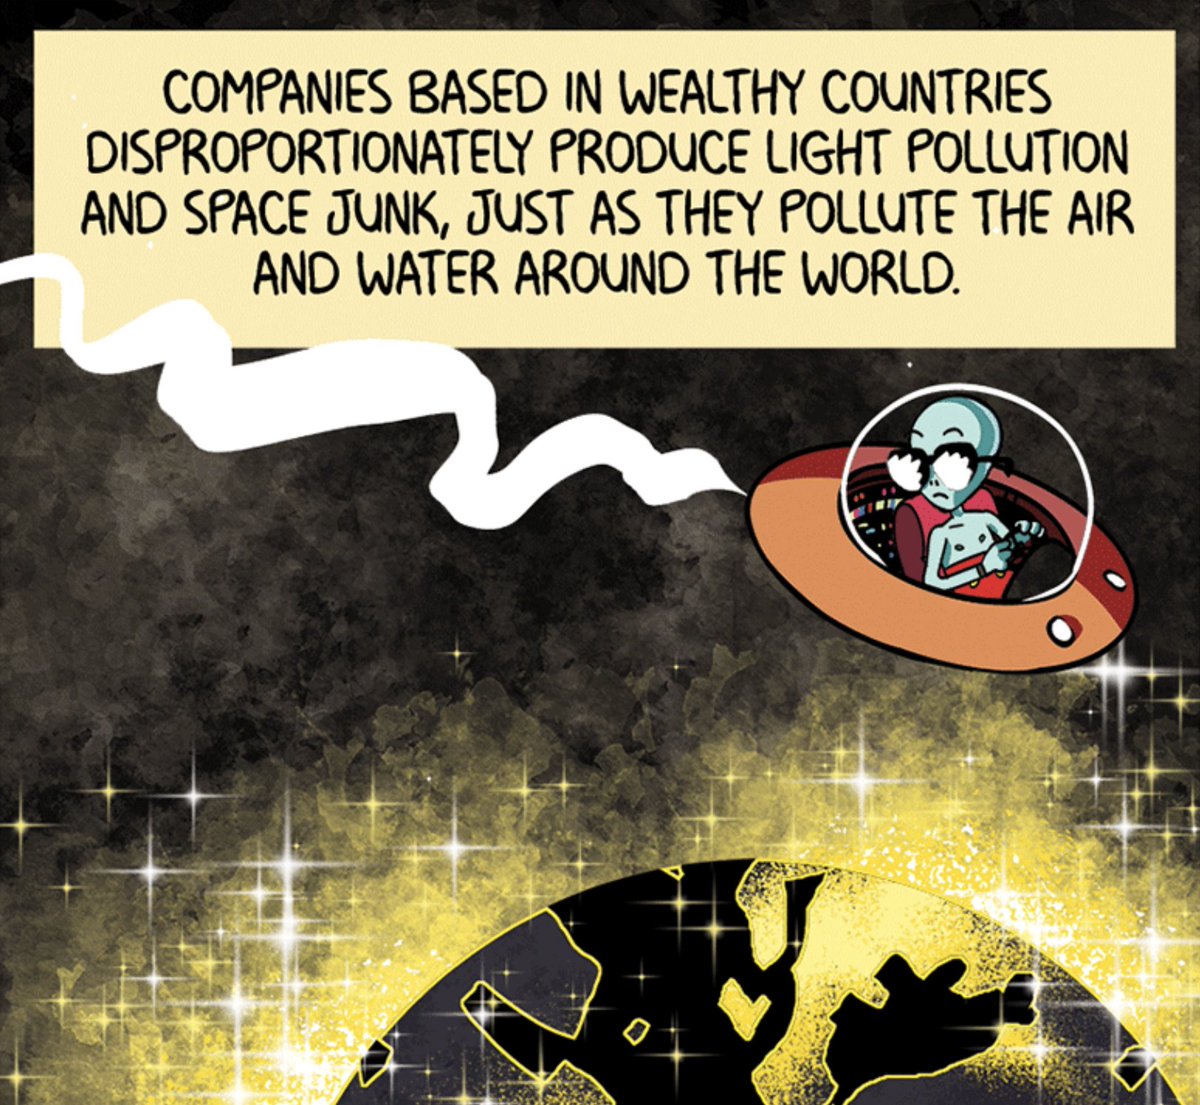 COMPANIES BASED IN WEALTHY COUNTRIES
DISPROPORTIONATELY PRODUCE LIGHT POLLUTION
AND SPACE JUNK, JUST AS THEY POLLUTE THE AIR
AND WATER AROUND THE WORLD.